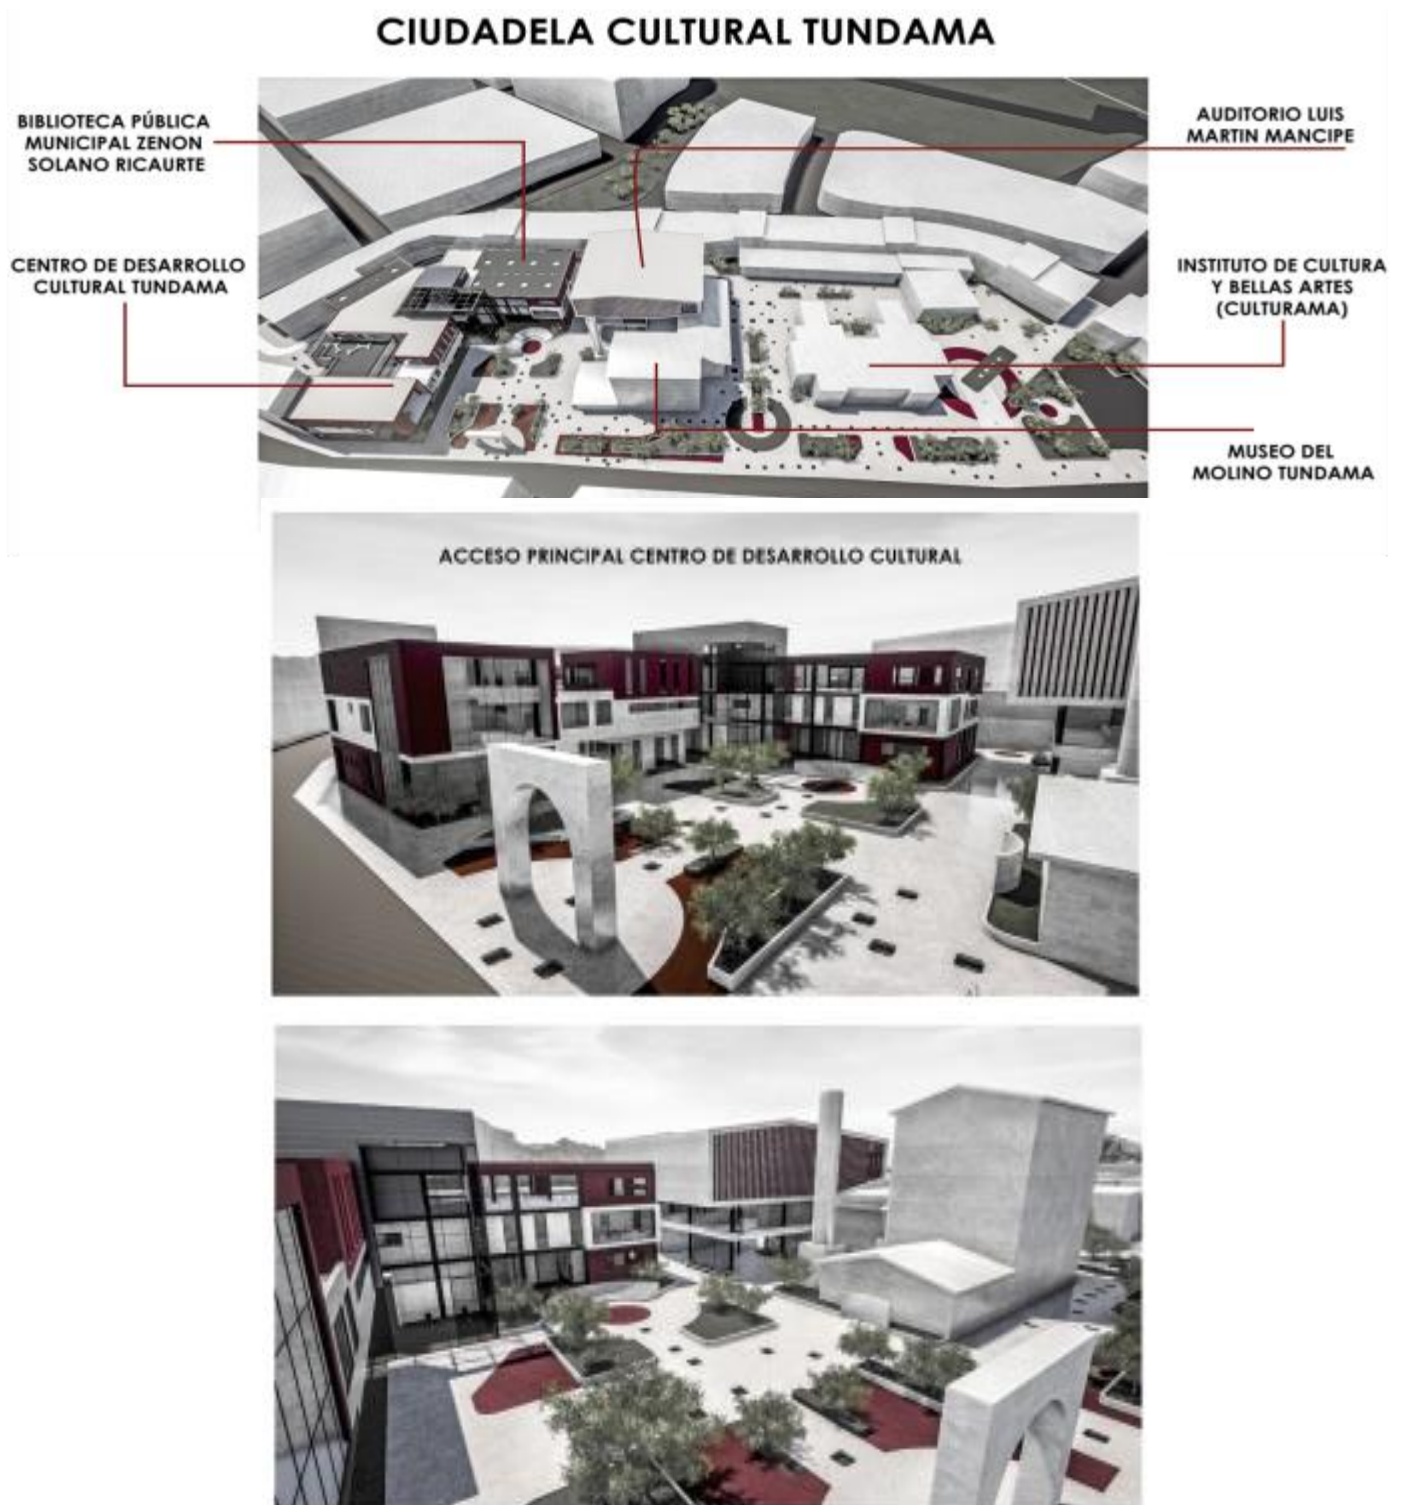 CIUDADELA CULTURAL TUNDAMA
BIBLIOTECA PÚBLICA
MUNICIPAL ZENON
SOLANO RICAURTE
AUDITORIO LUIS
MARTIN MANCIPE
CENTRO DE DESARROLLO
CULTURAL TUNDAMA
INSTITUTO DE CULTURA
Y BELLAS ARTES
(CULTURAMA)
MUSEO DEL
MOLINO TUNDAMA
ACCESO PRINCIPAL CENTRO DE DESARROLLO CULTURAL